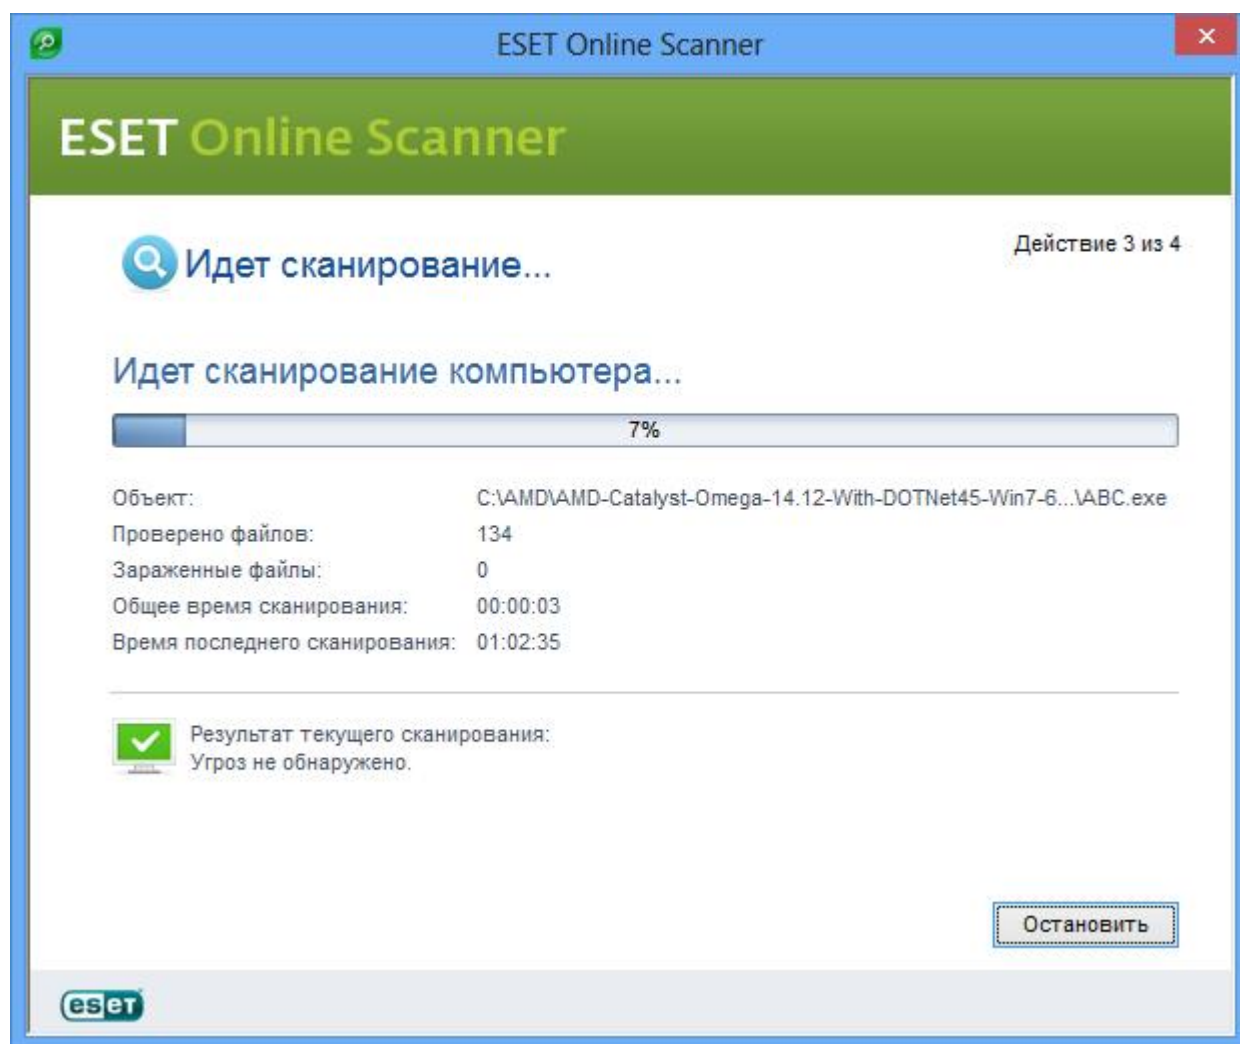 ESET Online Scanner
ESET Online Scanner
Идет сканирование...
Действие 3 из 4
Идет сканирование компьютера...
7%
Объект: C:\AMD\AMD-Catalyst-Omega-14.12-With-DOTNet45-Win7-6...\ABC.exe
Проверено файлов: 134
Зараженные файлы: 0
Общее время сканирования: 00:00:03
Время последнего сканирования: 01:02:35
Результат текущего сканирования:
Угроз не обнаружено.
Остановить
eset